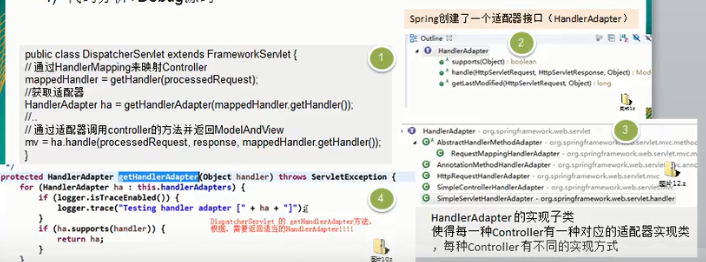 Spring创建了一个适配器接口（HandlerAdapter）
public class DispatcherServlet extends FrameworkServlet {
// 通过HandlerMapping来映射Controller
mappedHandler = getHandler(processedRequest);
//获取适配器
HandlerAdapter ha = getHandlerAdapter(mappedHandler.getHandler());
//..
// 通过适配器调用controller的方法并返回ModelAndView
mv = ha.handle(processedRequest, response, mappedHandler.getHandler());
}
1
Outline
2
HandlerAdapter
supports(Object) : boolean
handle(HttpServletRequest, HttpServletResponse, Object) : Mod
getLastModified(HttpServletRequest, Object) : long
3
HandlerAdapter - org.springframework.web.servlet
AbstractHandlerMethodAdapter - org.springframework.web.servlet.mvc.method
RequestMappingHandlerAdapter - org.springframework.web.servlet.mvc
AnnotationMethodHandlerAdapter - org.springframework.web.servlet.mvc
HttpRequestHandlerAdapter - org.springframework.web.servlet.mvc
SimpleControllerHandlerAdapter - org.springframework.web.servlet.mvc
SimpleServletHandlerAdapter - org.springframework.web.servlet.handler
图片12.z
HandlerAdapter 的实现子类
使得每一种Controller有一种对应的适配器实现类
，每种Controller有不同的实现方式
*/
protected HandlerAdapter getHandlerAdapter(Object handler) throws ServletException {
for (HandlerAdapter ha : this.handlerAdapters) {
if (logger.isTraceEnabled()) {
logger.trace("Testing handler adapter [" + ha + "]");
}
if (ha.supports(handler)) {
return ha;
}
4
DispatcherServlet 的 getHandlerAdapter方法，
根据，需要返回适当的HandlerAdapter!!!!